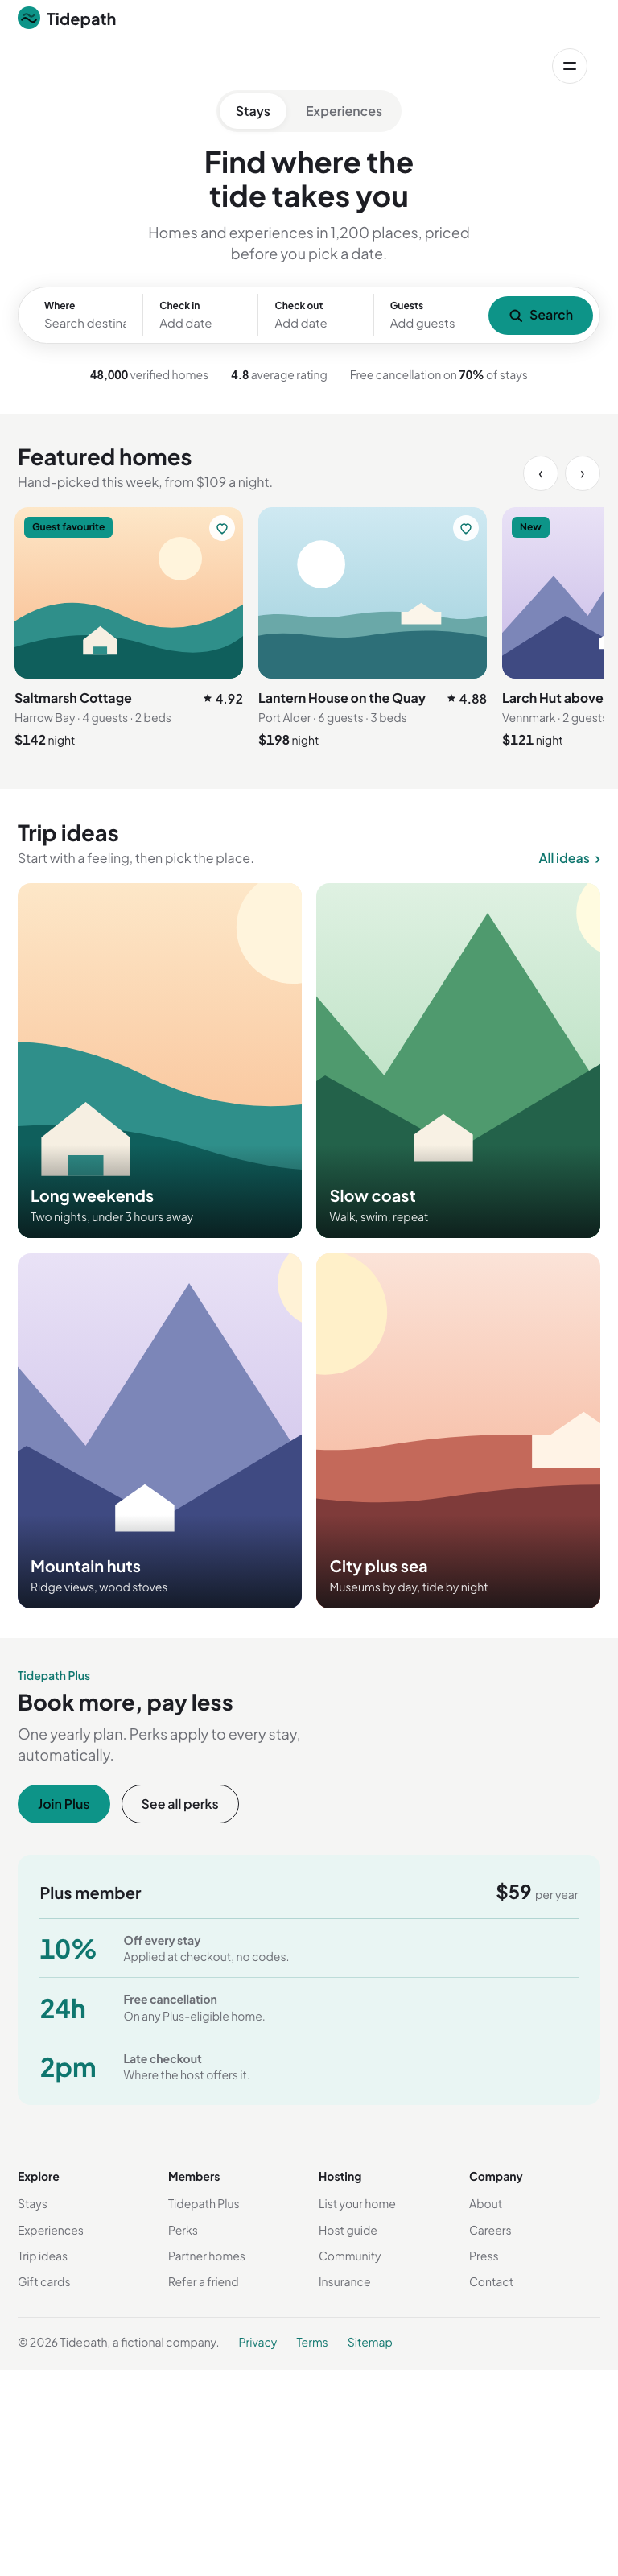 Tidepath
Stays
Experiences
Find where the
tide takes you
Homes and experiences in 1,200 places, priced
before you pick a date.
Where
Search destina
Check in
Add date
Check out
Add date
Guests
Add guests
Search
48,000 verified homes
4.8 average rating
Free cancellation on 70% of stays
Featured homes
Hand-picked this week, from $109 a night.
‹
›
Guest favourite
New
Saltmarsh Cottage
★ 4.92
Harrow Bay · 4 guests · 2 beds
$142 night
Lantern House on the Quay
★ 4.88
Port Alder · 6 guests · 3 beds
$198 night
Larch Hut above
Vennmark · 2 guests
$121 night
Trip ideas
Start with a feeling, then pick the place.
All ideas ›
Long weekends
Two nights, under 3 hours away
Slow coast
Walk, swim, repeat
Mountain huts
Ridge views, wood stoves
City plus sea
Museums by day, tide by night
Tidepath Plus
Book more, pay less
One yearly plan. Perks apply to every stay,
automatically.
Join Plus
See all perks
Plus member
$59 per year
10%
Off every stay
Applied at checkout, no codes.
24h
Free cancellation
On any Plus-eligible home.
2pm
Late checkout
Where the host offers it.
Explore
Stays
Experiences
Trip ideas
Gift cards
Members
Tidepath Plus
Perks
Partner homes
Refer a friend
Hosting
List your home
Host guide
Community
Insurance
Company
About
Careers
Press
Contact
© 2026 Tidepath, a fictional company.
Privacy
Terms
Sitemap